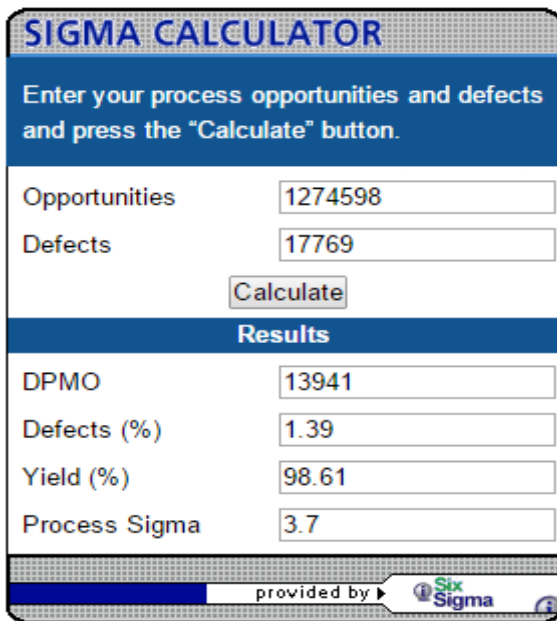 SIGMA CALCULATOR
Enter your process opportunities and defects
and press the “Calculate” button.
Opportunities 1274598
Defects 17769
Calculate
Results
DPMO 13941
Defects (%) 1.39
Yield (%) 98.61
Process Sigma 3.7
provided by Six
Sigma